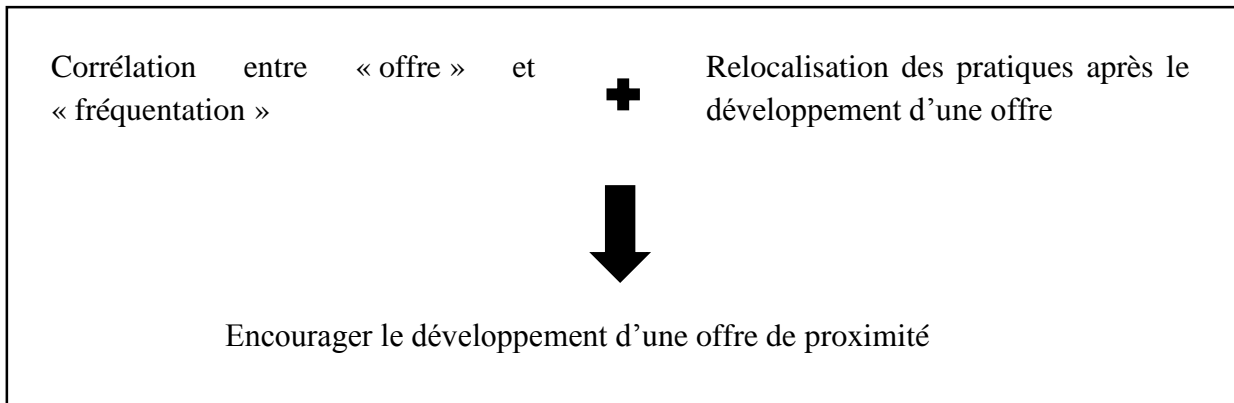 Corrélation entre « offre » et
« fréquentation »
Relocalisation des pratiques après le
développement d’une offre
Encourager le développement d’une offre de proximité